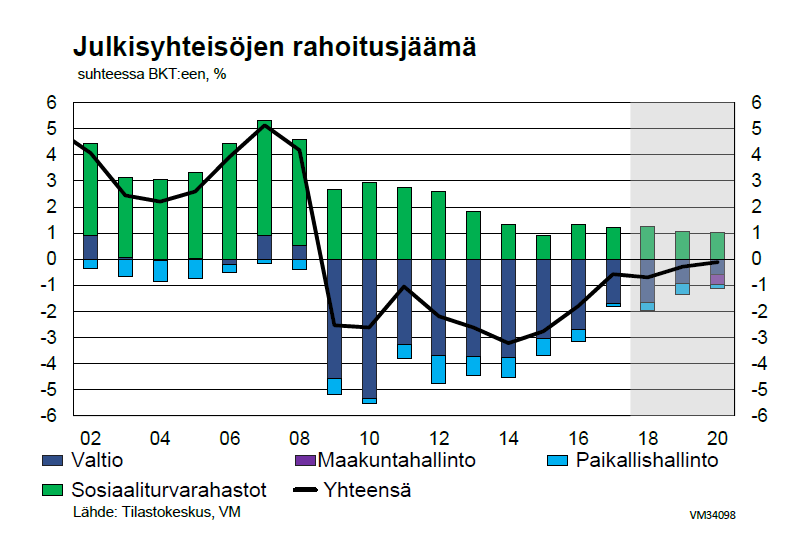 Julkisyhteisöjen rahoitusjäämä
suhteessa BKT:een, %
6 6
5 5
4 4
3 3
2 2
1 1
0 0
-1 -1
-2 -2
-3 -3
-4 -4
-5 -5
-6 -6
02 04 06 08 10 12 14 16 18 20
Valtio Maakuntahallinto Paikallishallinto
Sosiaaliturvarahastot Yhteensä
Lähde: Tilastokeskus, VM VM34098